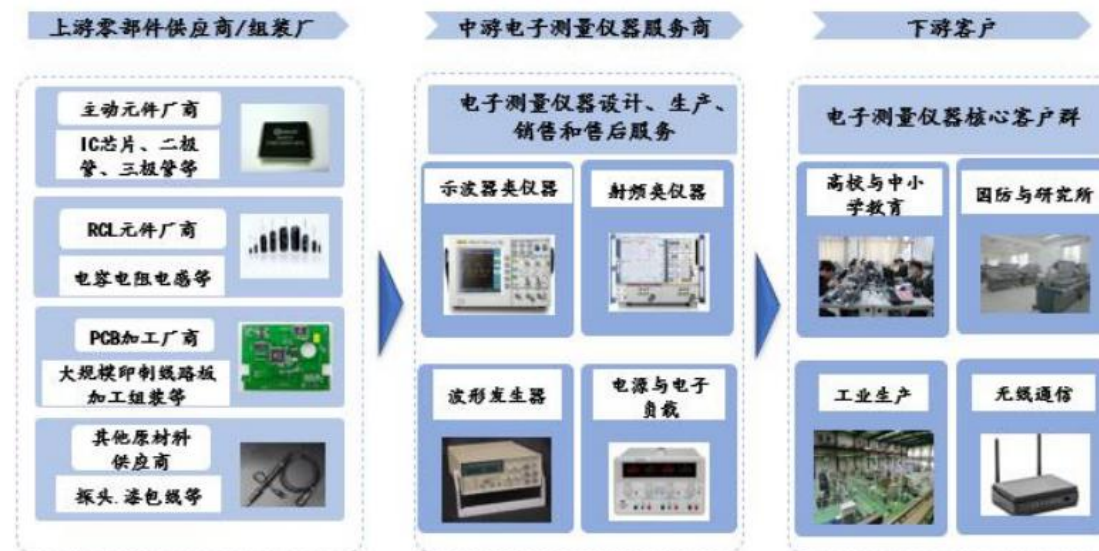 上游零部件供应商/组装厂
主动元件厂商
IC芯片、二极
管、三极管等
RCL元件厂商
电容电阻电感等
PCB加工厂商
大规模印制线路板
加工组装等
其他原材料
供应商
探头.漆包线等
中游电子测量仪器服务商
电子测量仪器设计、生产、
销售和售后服务
示波器类仪器
射频类仪器
波形发生器
电源与电子
负载
下游客户
电子测量仪器核心客户群
高校与中小
学教育
国防与研究所
工业生产
无线通信